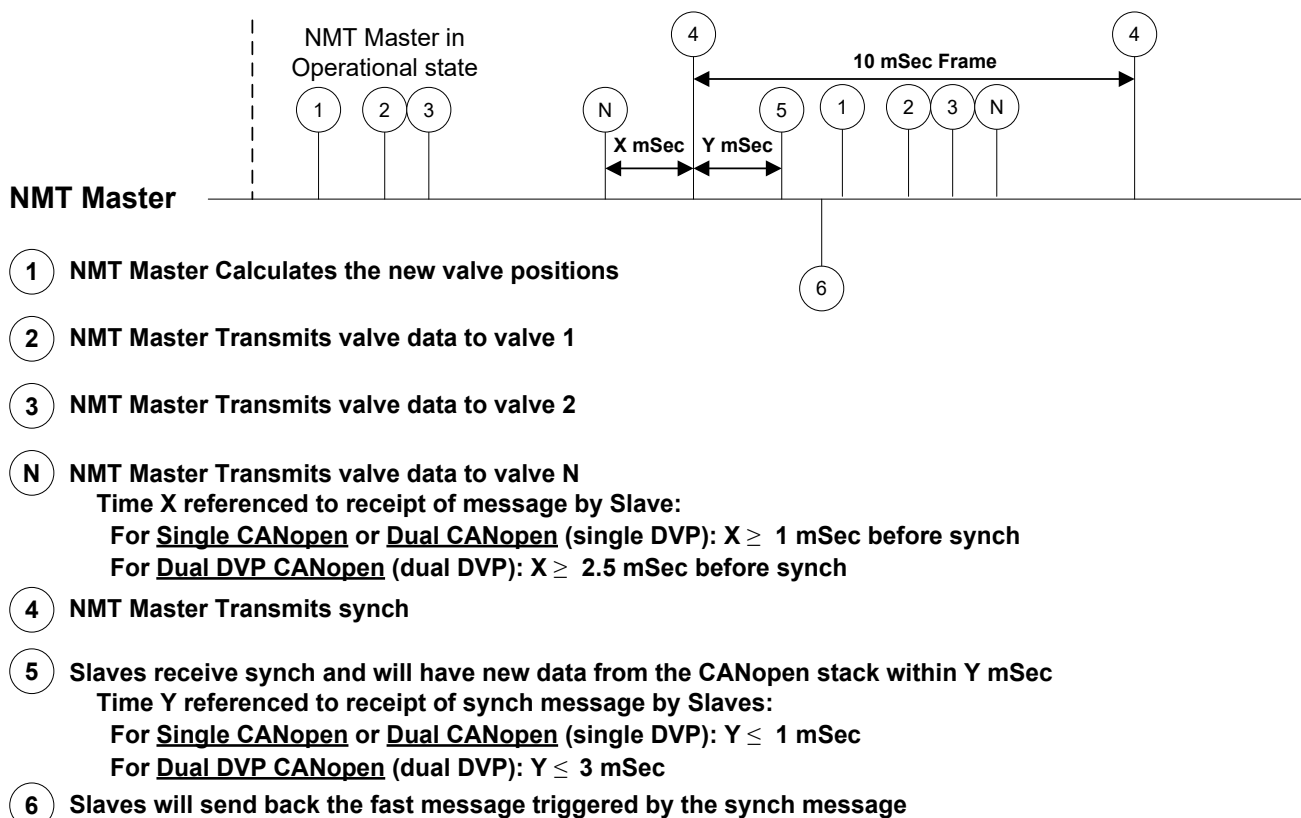 NMT Master in
Operational state
4
4
10 mSec Frame
1
2
3
N
5
1
2
3
N
X mSec
Y mSec
NMT Master
6
1 NMT Master Calculates the new valve positions
2 NMT Master Transmits valve data to valve 1
3 NMT Master Transmits valve data to valve 2
N NMT Master Transmits valve data to valve N
Time X referenced to receipt of message by Slave:
For Single CANopen or Dual CANopen (single DVP): X ≥ 1 mSec before synch
For Dual DVP CANopen (dual DVP): X ≥ 2.5 mSec before synch
4 NMT Master Transmits synch
5 Slaves receive synch and will have new data from the CANopen stack within Y mSec
Time Y referenced to receipt of synch message by Slaves:
For Single CANopen or Dual CANopen (single DVP): Y ≤ 1 mSec
For Dual DVP CANopen (dual DVP): Y ≤ 3 mSec
6 Slaves will send back the fast message triggered by the synch message